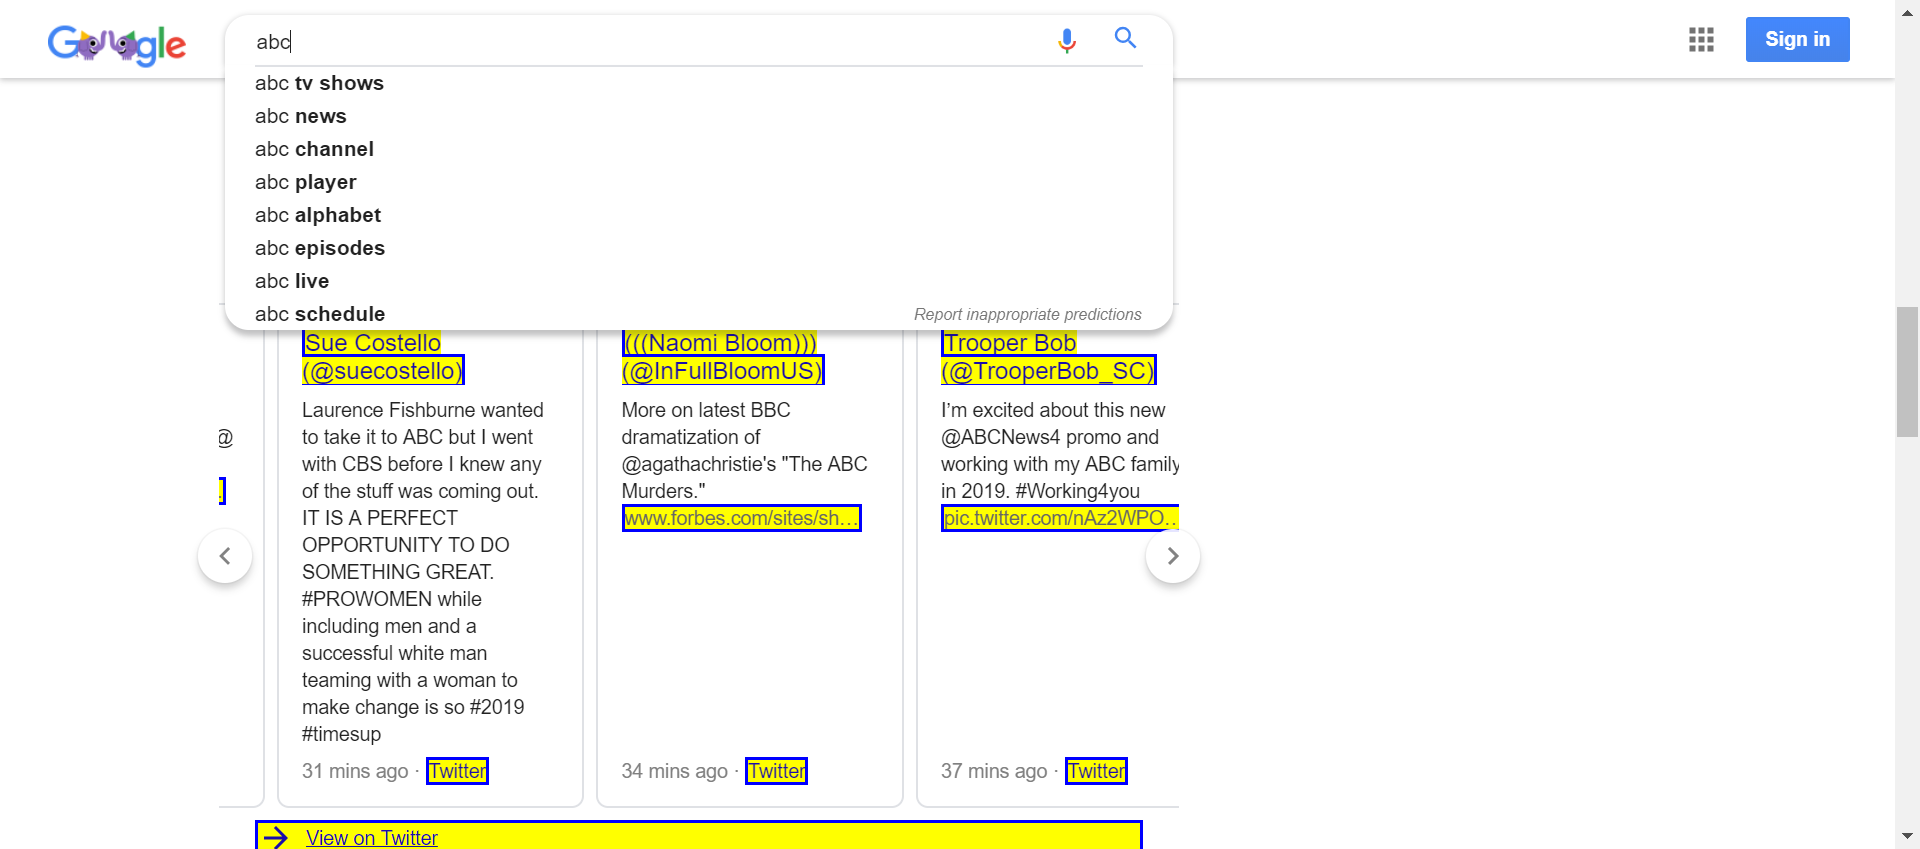 Google
abc
Sign in
abc tv shows
abc news
abc channel
abc player
abc alphabet
abc episodes
abc live
abc schedule
Report inappropriate predictions
@
Sue Costello
(@suecostello)
Laurence Fishburne wanted
to take it to ABC but I went
with CBS before I knew any
of the stuff was coming out.
IT IS A PERFECT
OPPORTUNITY TO DO
SOMETHING GREAT.
#PROWOMEN while
including men and a
successful white man
teaming with a woman to
make change is so #2019
#timesup
31 mins ago · Twitter
(((Naomi Bloom)))
(@InFullBloomUS)
More on latest BBC
dramatization of
@agathachristie's "The ABC
Murders."
www.forbes.com/sites/sh...
34 mins ago · Twitter
Trooper Bob
(@TrooperBob_SC)
I'm excited about this new
@ABCNews4 promo and
working with my ABC family
in 2019. #Working4you
pic.twitter.com/nAz2WPO...
37 mins ago · Twitter
View on Twitter